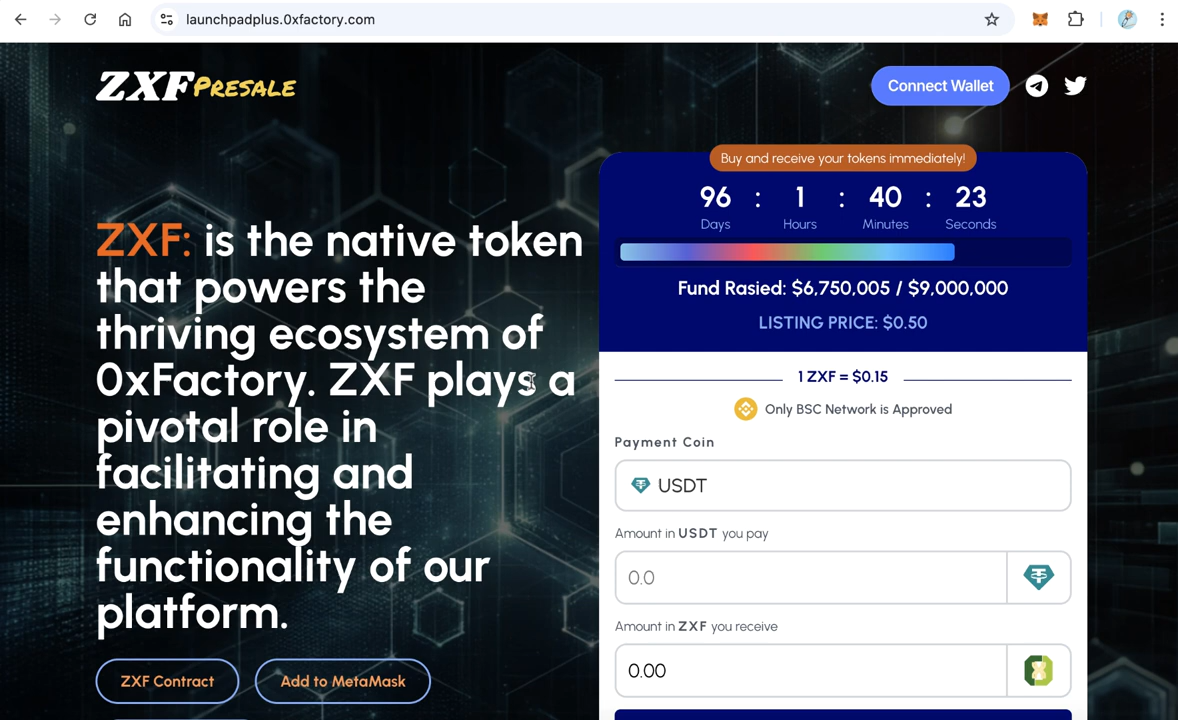 launchpadplus.0xfactory.com
ZXF PRESALE
Connect Wallet
ZXF: is the native token
that powers the
thriving ecosystem of
0xFactory. ZXF plays a
pivotal role in
facilitating and
enhancing the
functionality of our
platform.
ZXF Contract
Add to MetaMask
Buy and receive your tokens immediately!
96 : 1 : 40 : 23
Days Hours Minutes Seconds
Fund Rasied: $6,750,005 / $9,000,000
LISTING PRICE: $0.50
1 ZXF = $0.15
Only BSC Network is Approved
Payment Coin
USDT
Amount in USDT you pay
0.0
Amount in ZXF you receive
0.00